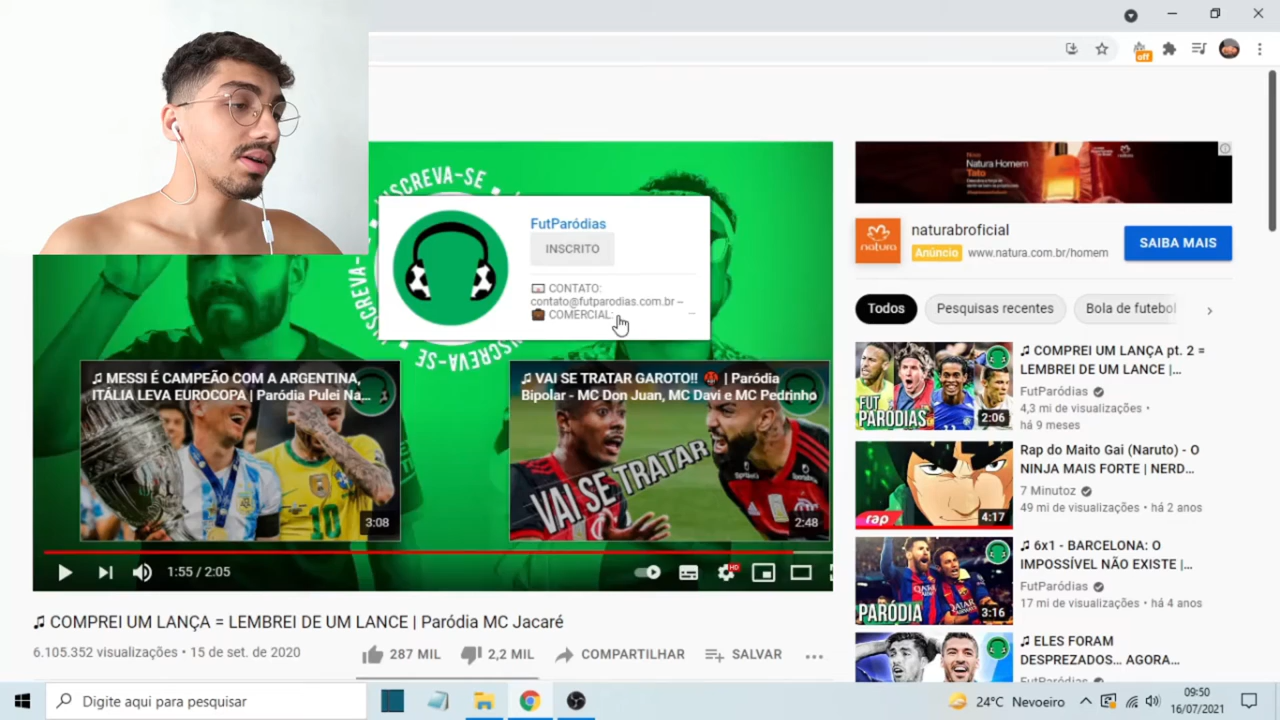 off
INSCREVA-SE
FutParódias
INSCRITO
CONTATO:
contato@futparodias.com.br –
COMERCIAL:
INSCREVA-SE
♫ MESSI É CAMPEÃO COM A ARGENTINA,
ITÁLIA LEVA EUROCOPA | Paródia Pulei Na...
3:08
♫ VAI SE TRATAR GAROTO!! | Paródia
Bipolar - MC Don Juan, MC Davi e MC Pedrinho
VAI SE TRATAR
2:48
1:55 / 2:05
HD
♫ COMPREI UM LANÇA = LEMBREI DE UM LANCE | Paródia MC Jacaré
6.105.352 visualizações • 15 de set. de 2020
287 MIL
2,2 MIL
COMPARTILHAR
SALVAR
Natura Homem
Tato
natura
naturabroficial
Anúncio
www.natura.com.br/homem
SAIBA MAIS
Todos
Pesquisas recentes
Bola de futebol
FUT
PARÓDIAS
2:06
♫ COMPREI UM LANÇA pt. 2 =
LEMBREI DE UM LANCE |...
FutParódias
4,3 mi de visualizações •
há 9 meses
rap
4:17
Rap do Maito Gai (Naruto) - O
NINJA MAIS FORTE | NERD...
7 Minutoz
49 mi de visualizações • há 2 anos
PARÓDIA
3:16
♫ 6x1 - BARCELONA: O
IMPOSSÍVEL NÃO EXISTE |...
FutParódias
17 mi de visualizações • há 4 anos
♫ ELES FORAM
DESPREZADOS... AGORA...
FutParódias
Digite aqui para pesquisar
24°C Nevoeiro
09:50
16/07/2021